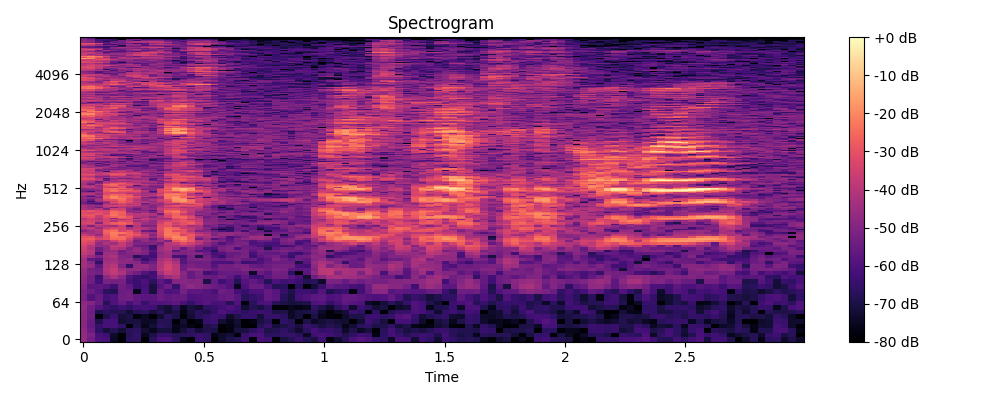 Spectrogram
4096
2048
1024
512
256
128
64
0
Hz
0
0.5
1
1.5
2
2.5
Time
+0 dB
-10 dB
-20 dB
-30 dB
-40 dB
-50 dB
-60 dB
-70 dB
-80 dB